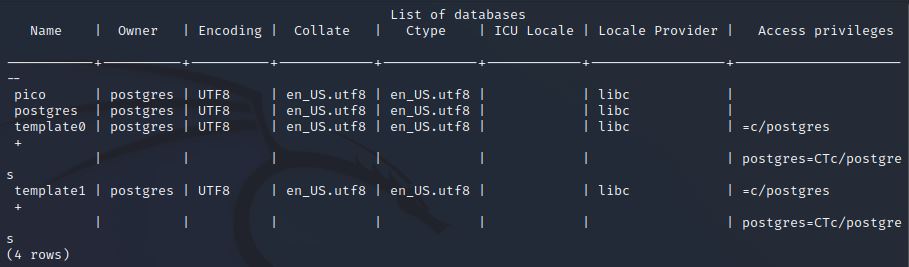 List of databases
Name | Owner | Encoding | Collate | Ctype | ICU Locale | Locale Provider | Access privileges
-----------+----------+----------+------------+------------+------------+-----------------+---------------------
--
pico | postgres | UTF8 | en_US.utf8 | en_US.utf8 | | libc |
postgres | postgres | UTF8 | en_US.utf8 | en_US.utf8 | | libc |
template0 | postgres | UTF8 | en_US.utf8 | en_US.utf8 | | libc | =c/postgres
+
| | | | | | | postgres=CTc/postgre
s
template1 | postgres | UTF8 | en_US.utf8 | en_US.utf8 | | libc | =c/postgres
+
| | | | | | | postgres=CTc/postgre
s
(4 rows)